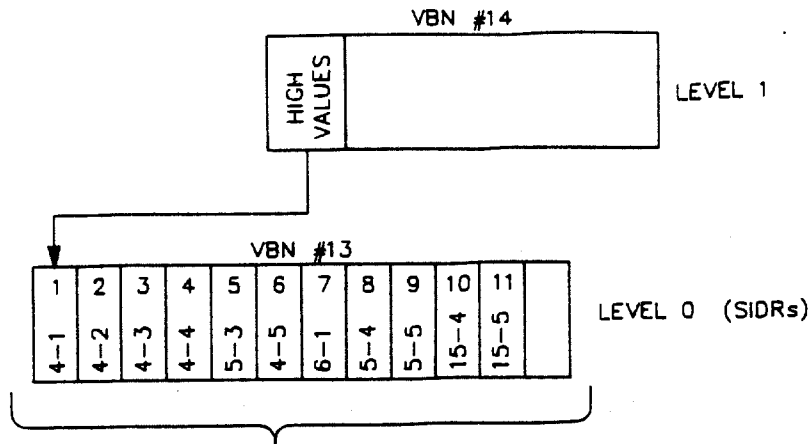 VBN #14
HIGH VALUES
LEVEL 1
VBN #13
1 2 3 4 5 6 7 8 9 10 11
4-1 4-2 4-3 4-4 5-3 4-5 6-1 5-4 5-5 15-4 15-5
LEVEL 0 (SIDRs)